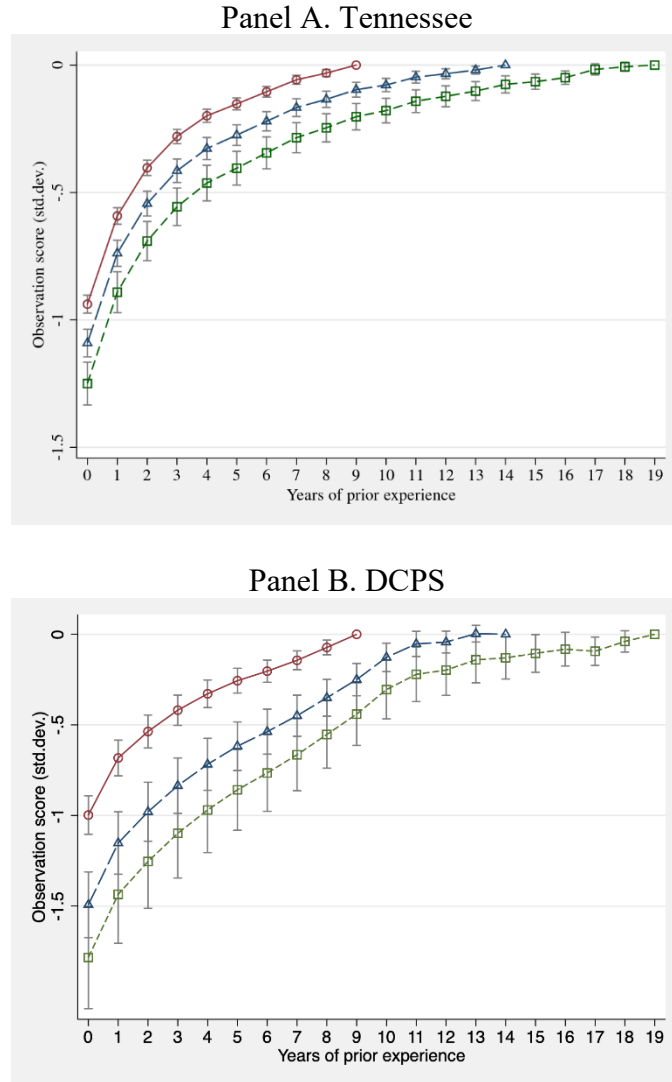 Panel A. Tennessee
0
-.5
-1
-1.5
Observation score (std.dev.)
0 1 2 3 4 5 6 7 8 9 10 11 12 13 14 15 16 17 18 19
Years of prior experience
Panel B. DCPS
0
-.5
-1
-1.5
Observation score (std.dev.)
0 1 2 3 4 5 6 7 8 9 10 11 12 13 14 15 16 17 18 19
Years of prior experience